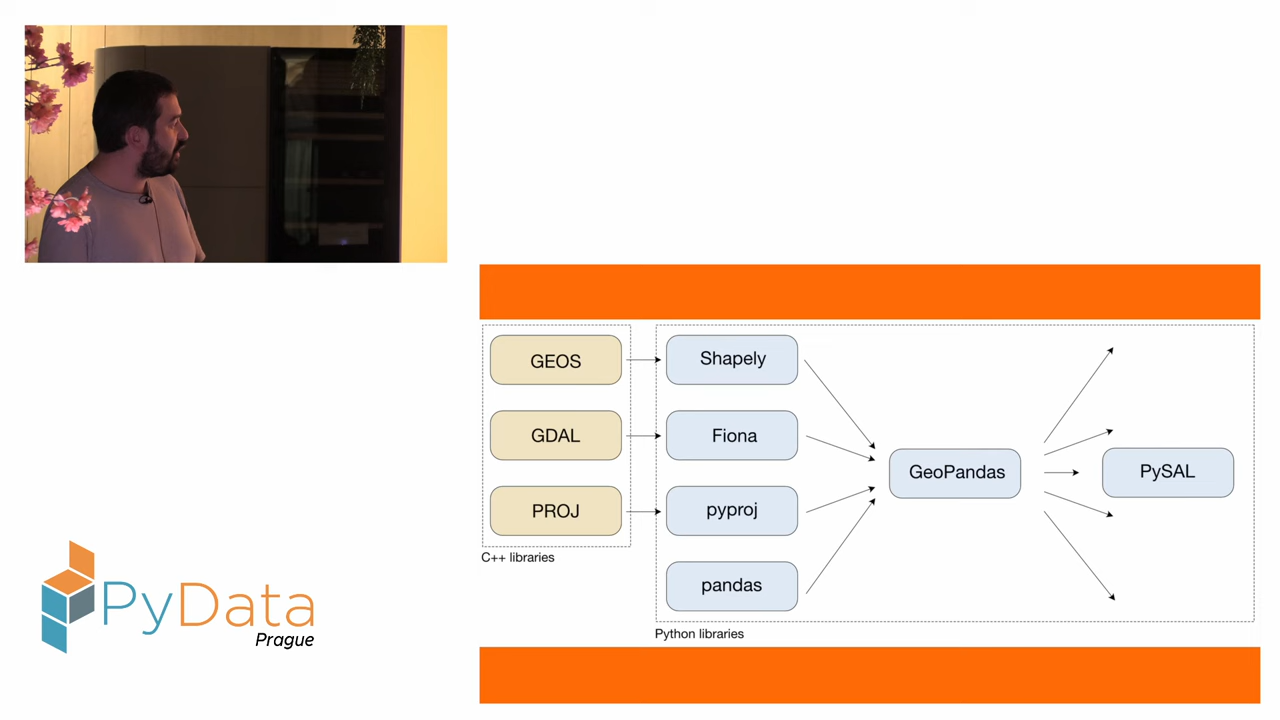 GEOS
Shapely
GDAL
Fiona
GeoPandas
PySAL
PROJ
pyproj
C++ libraries
pandas
Python libraries
PyData
Prague